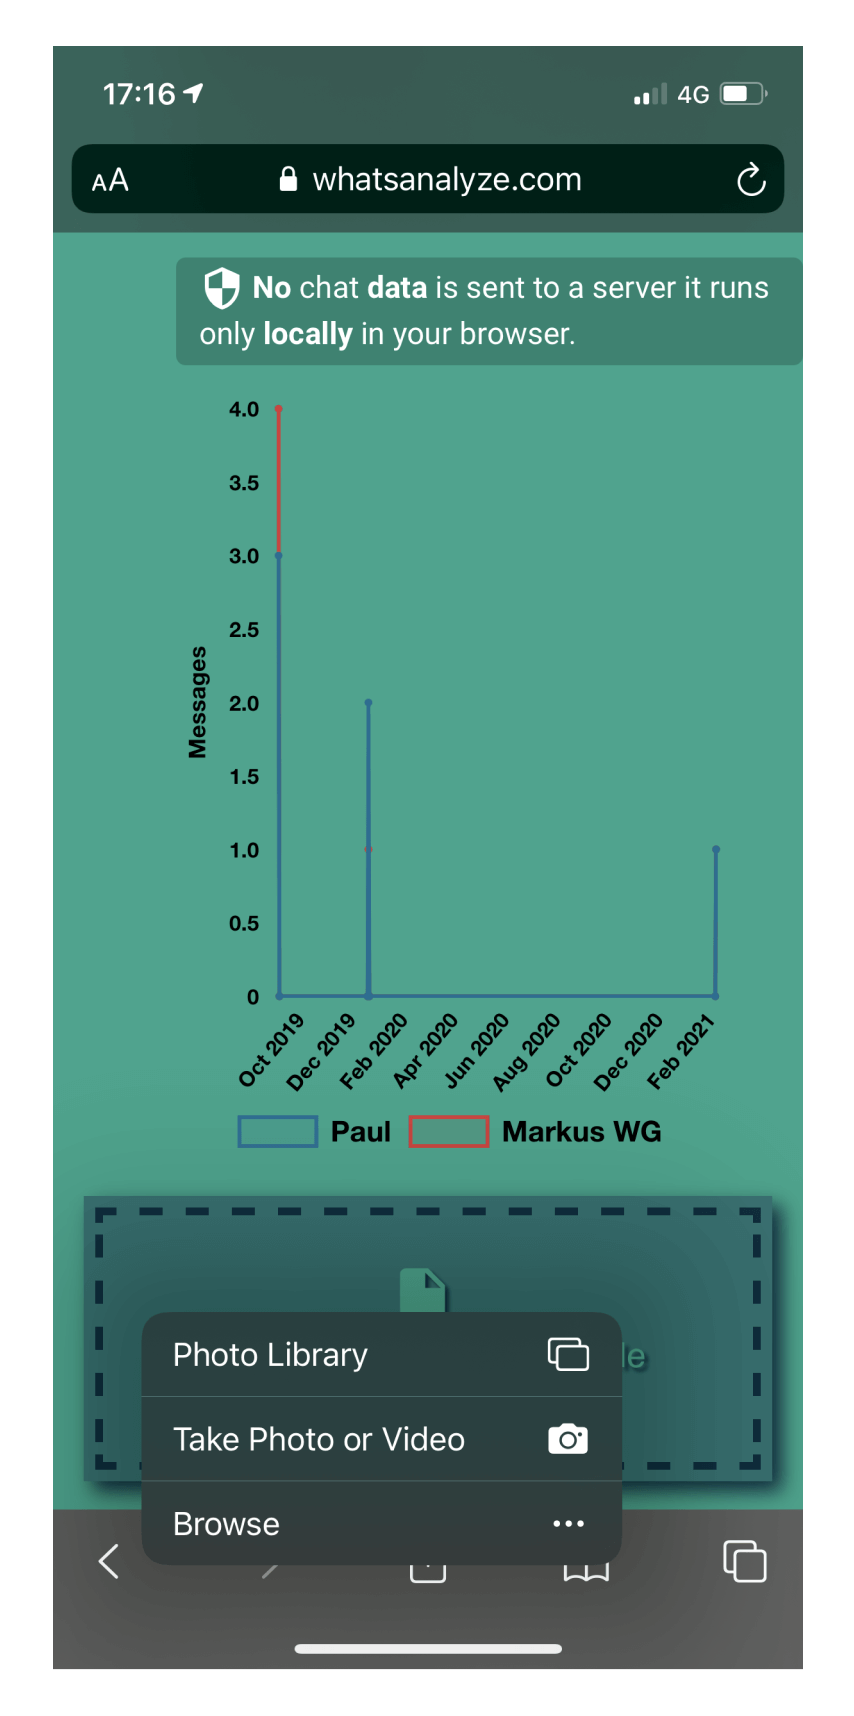 17:16
4G
AA
whatsanalyze.com
No chat data is sent to a server it runs
only locally in your browser.
4.0
3.5
3.0
2.5
2.0
1.5
1.0
0.5
0
Messages
Oct 2019
Dec 2019
Feb 2020
Apr 2020
Jun 2020
Aug 2020
Oct 2020
Dec 2020
Feb 2021
Paul
Markus WG
Photo Library
Take Photo or Video
Browse